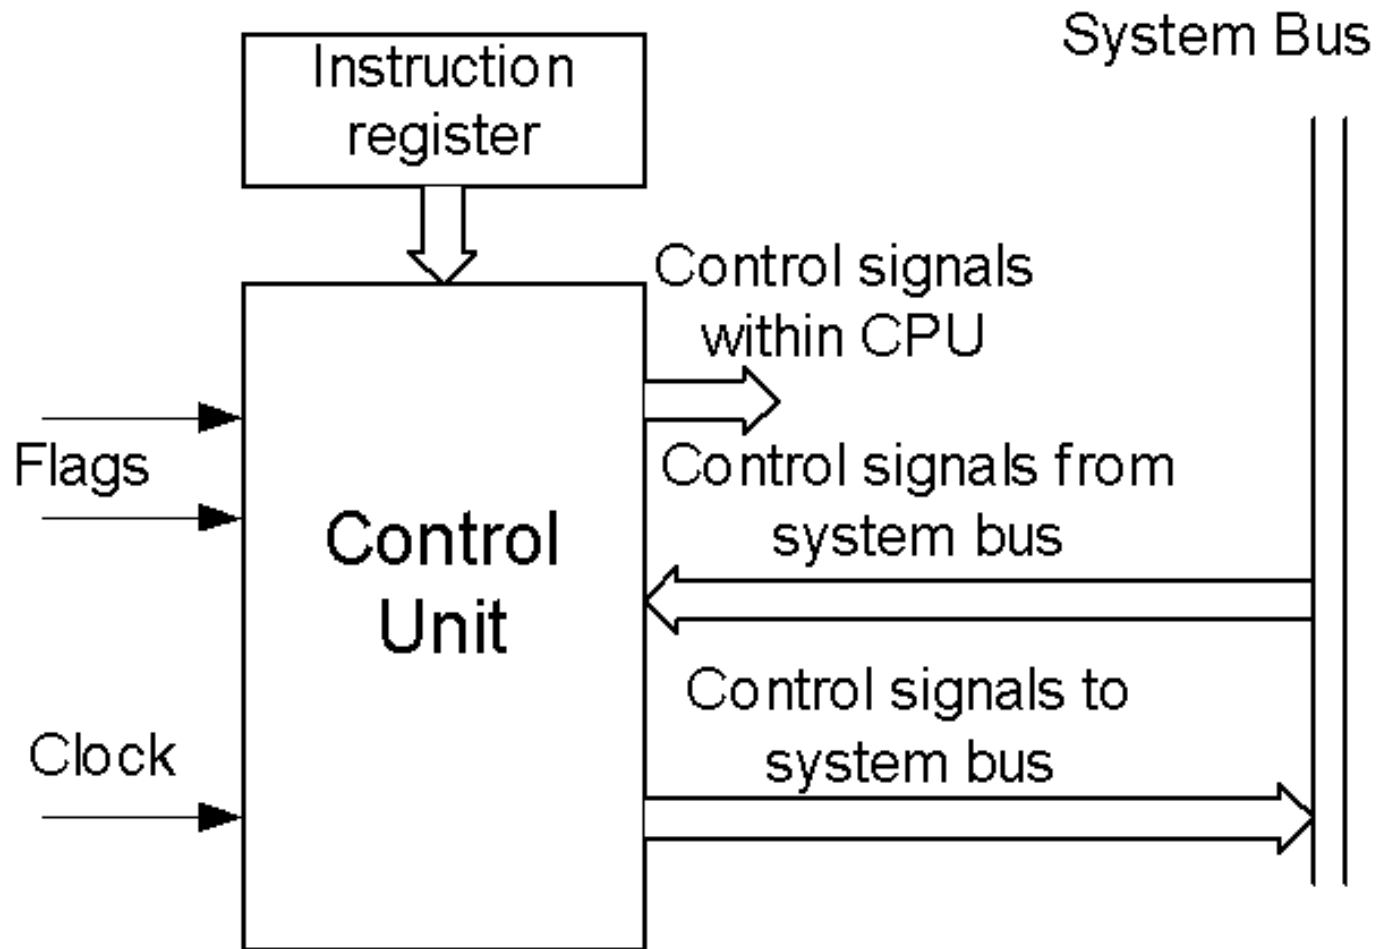 System Bus
Instruction
register
Control signals
within CPU
Flags
Control signals from
system bus
Control
Unit
Control signals to
system bus
Clock